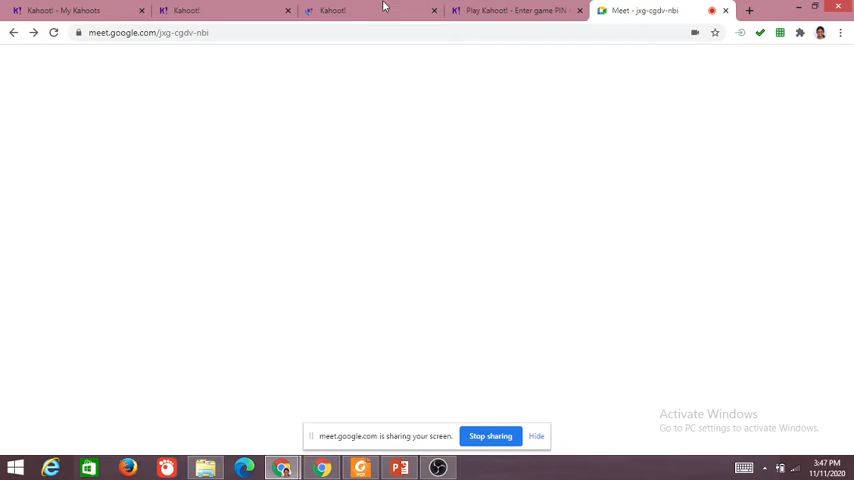 Kahoot! - My Kahoots
Kahoot!
Kahoot!
Play Kahoot! - Enter game PIN
Meet - jxg-cgdv-nbi
meet.google.com/jxg-cgdv-nbi
Activate Windows
Go to PC settings to activate Windows.
meet.google.com is sharing your screen.
Stop sharing
Hide
3:47 PM
11/11/2020